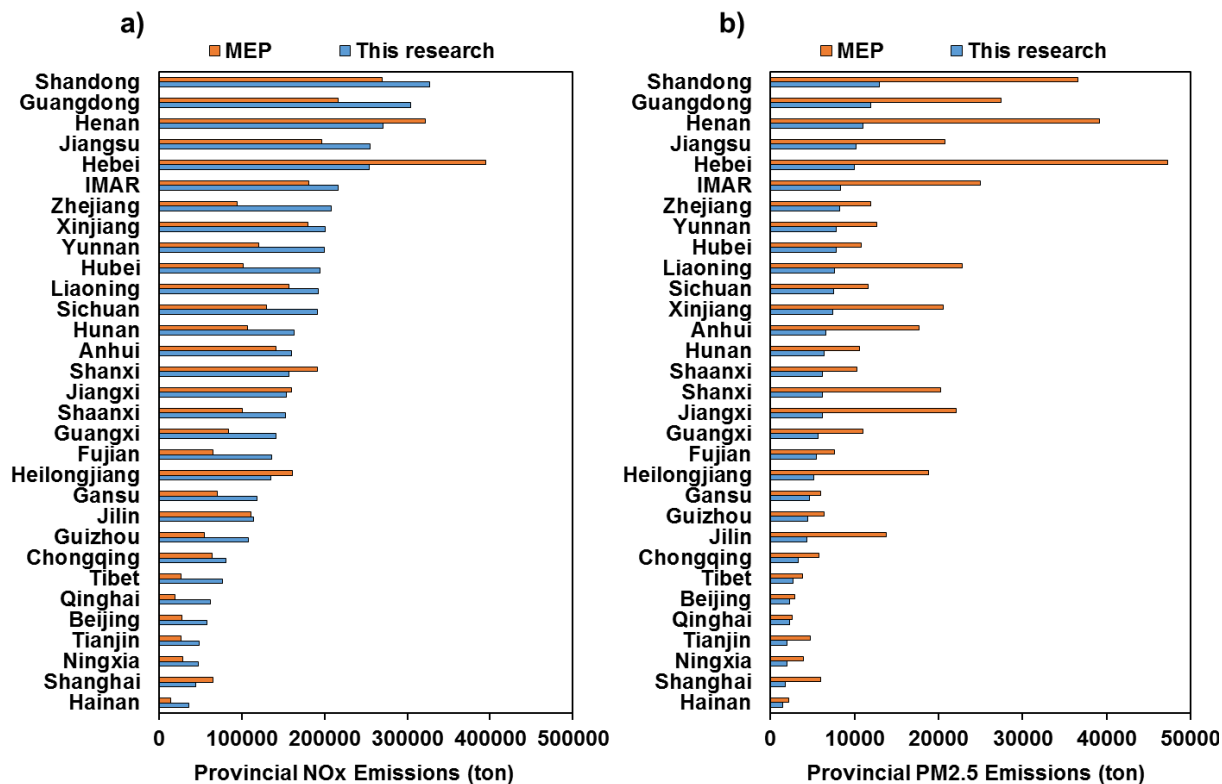 a)
MEP This research
Shandong
Guangdong
Henan
Jiangsu
Hebei
IMAR
Zhejiang
Xinjiang
Yunnan
Hubei
Liaoning
Sichuan
Hunan
Anhui
Shanxi
Jiangxi
Shaanxi
Guangxi
Fujian
Heilongjiang
Gansu
Jilin
Guizhou
Chongqing
Tibet
Qinghai
Beijing
Tianjin
Ningxia
Shanghai
Hainan
0 100000 200000 300000 400000 500000
Provincial NOx Emissions (ton)
b)
MEP This research
Shandong
Guangdong
Henan
Jiangsu
Hebei
IMAR
Zhejiang
Yunnan
Hubei
Liaoning
Sichuan
Xinjiang
Anhui
Hunan
Shaanxi
Shanxi
Jiangxi
Guangxi
Fujian
Heilongjiang
Gansu
Guizhou
Jilin
Chongqing
Tibet
Beijing
Qinghai
Tianjin
Ningxia
Shanghai
Hainan
0 10000 20000 30000 40000 50000
Provincial PM2.5 Emissions (ton)